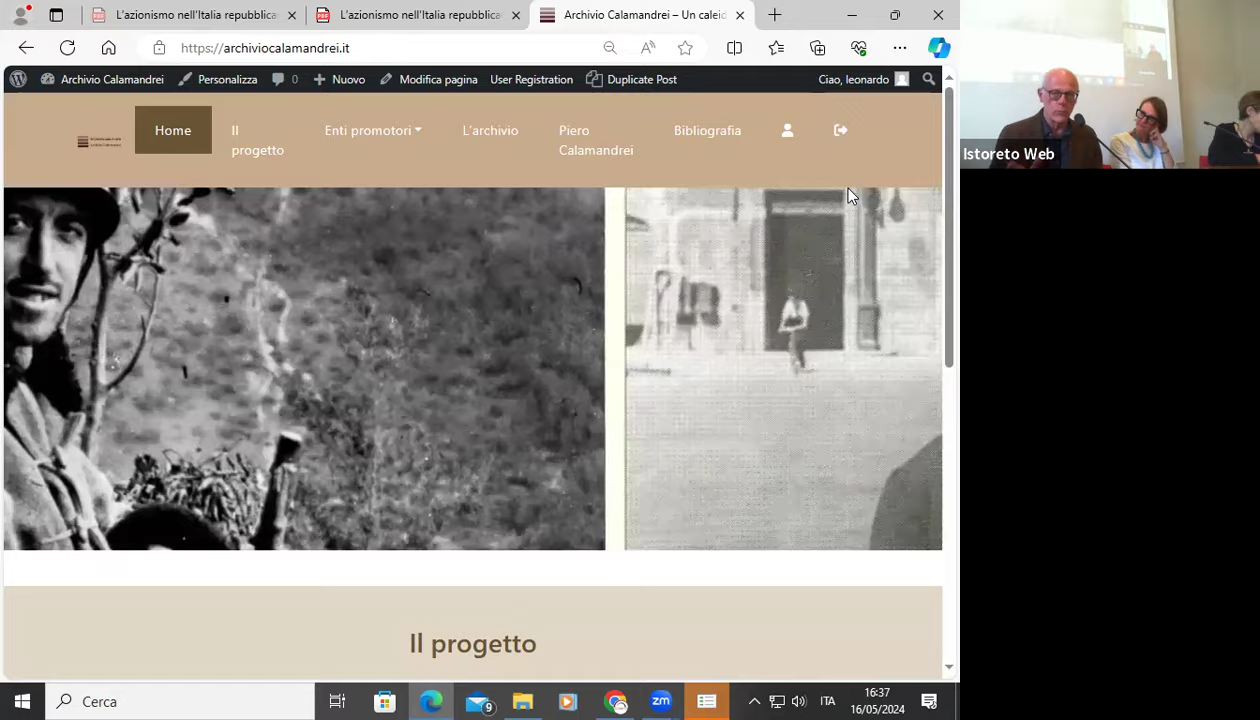 L'azionismo nell'Italia repubblica
L'azionismo nell'Italia repubblica
Archivio Calamandrei – Un caleid
https://archiviocalamandrei.it
Archivio Calamandrei
Personalizza
0
Nuovo
Modifica pagina
User Registration
Duplicate Post
Ciao, leonardo
Home
Il
progetto
Enti promotori
L'archivio
Piero
Calamandrei
Bibliografia
Istoreto Web
Il progetto
Cerca
9
zm
ITA
16:37
16/05/2024